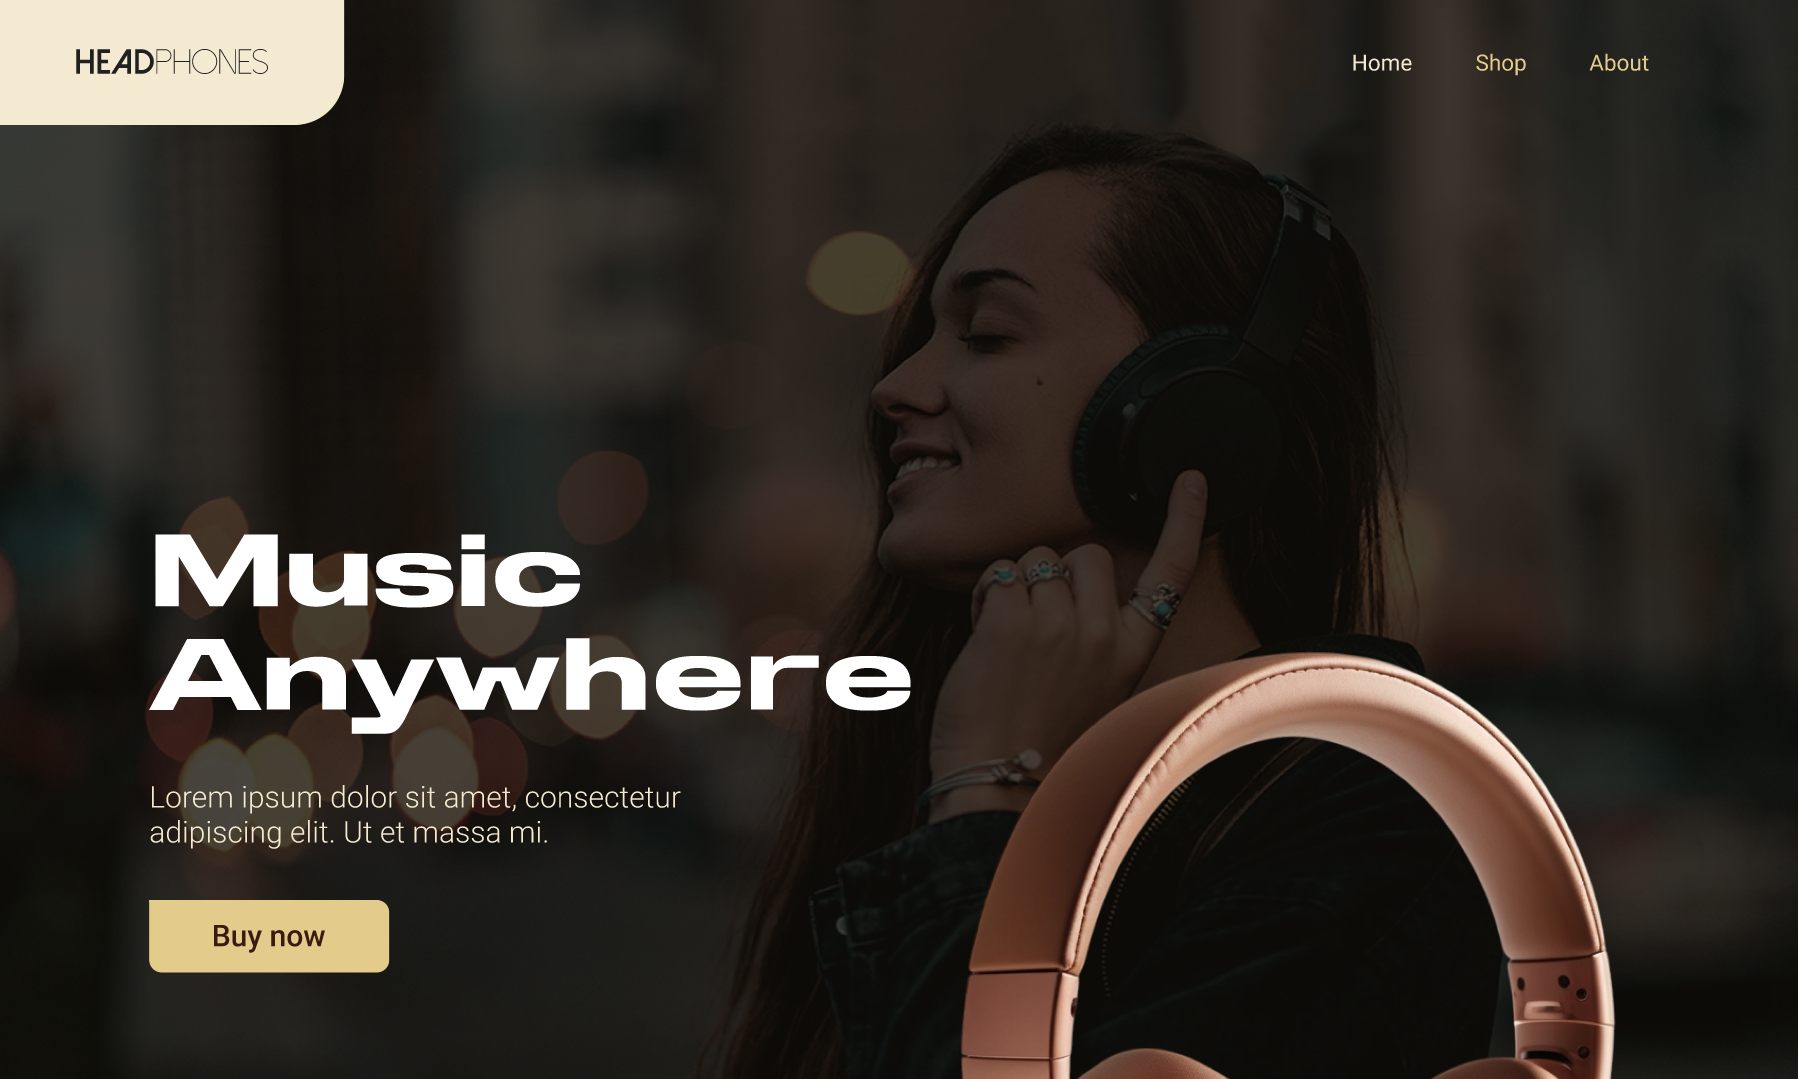 HEADPHONES
Home Shop About
Music
Anywhere
Lorem ipsum dolor sit amet, consectetur
adipiscing elit. Ut et massa mi.
Buy now